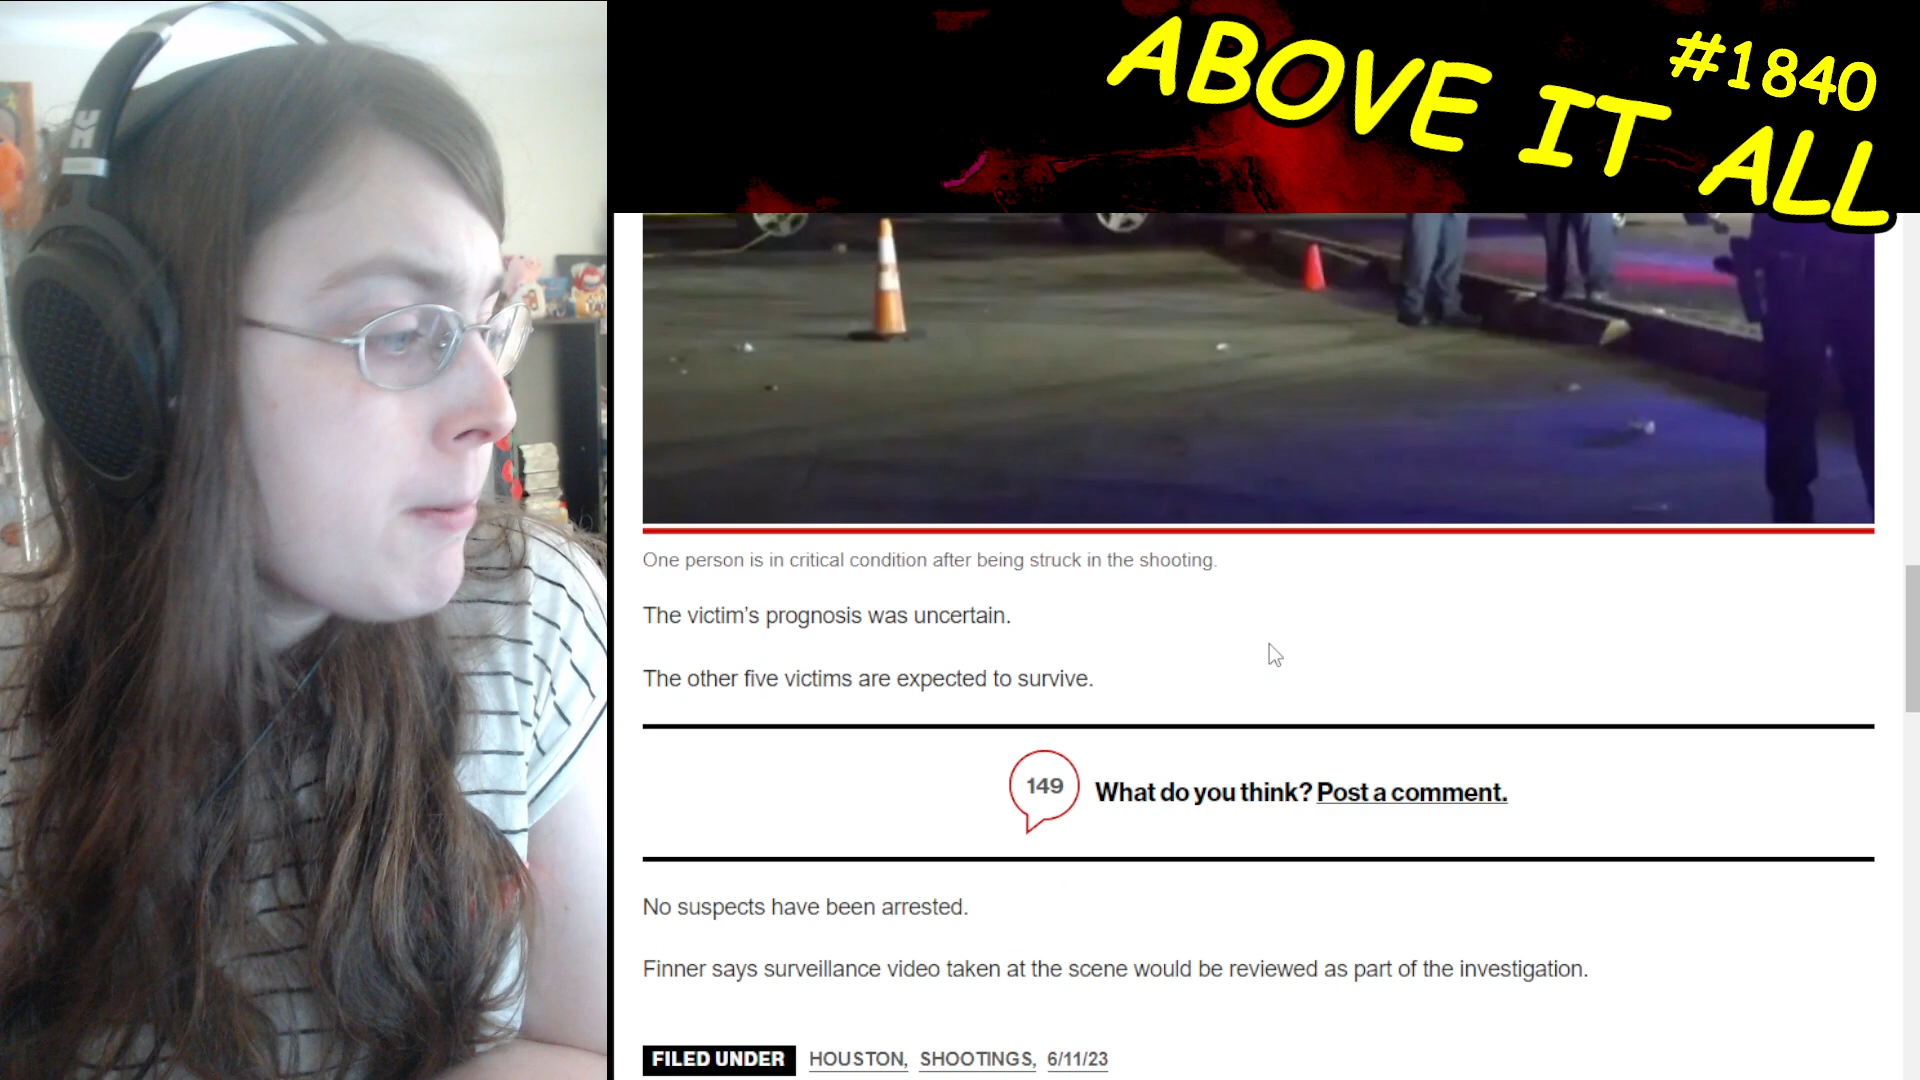 #1840
ABOVE IT ALL
One person is in critical condition after being struck in the shooting.
The victim’s prognosis was uncertain.
The other five victims are expected to survive.
149
What do you think? Post a comment.
No suspects have been arrested.
Finner says surveillance video taken at the scene would be reviewed as part of the investigation.
FILED UNDER HOUSTON, SHOOTINGS, 6/11/23